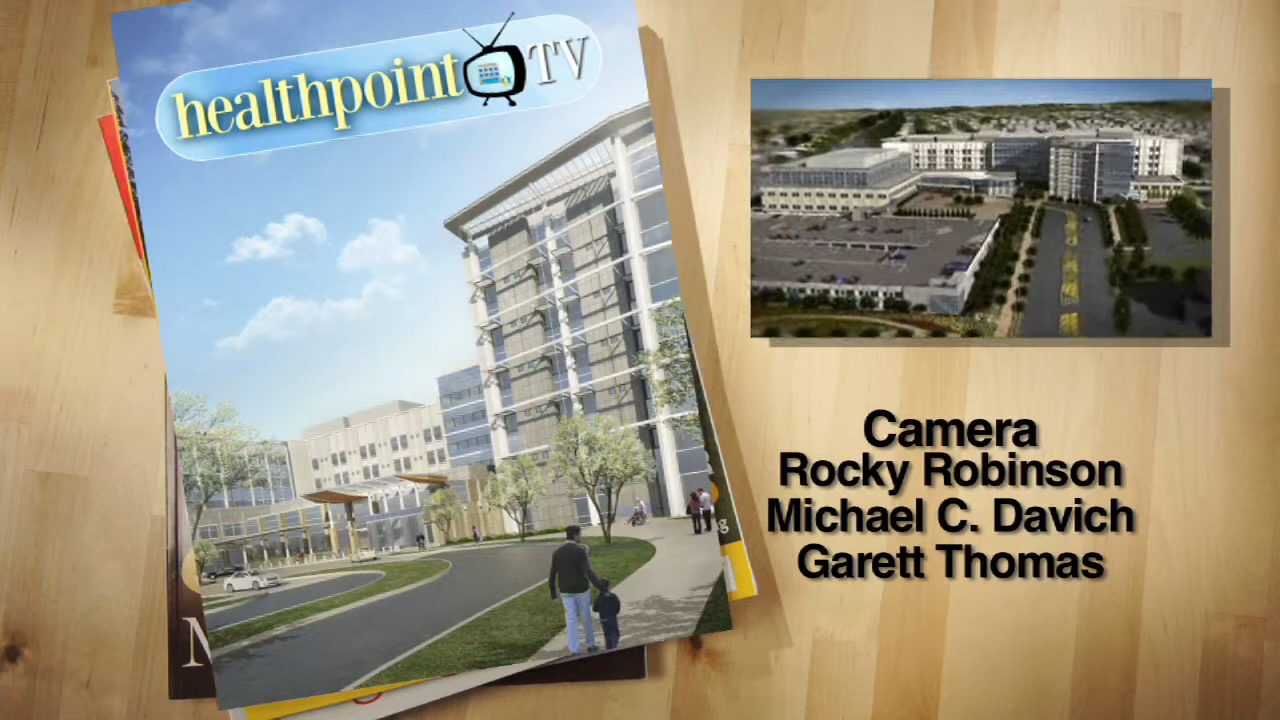 healthpoint TV
Camera
Rocky Robinson
Michael C. Davich
Garett Thomas
g
N